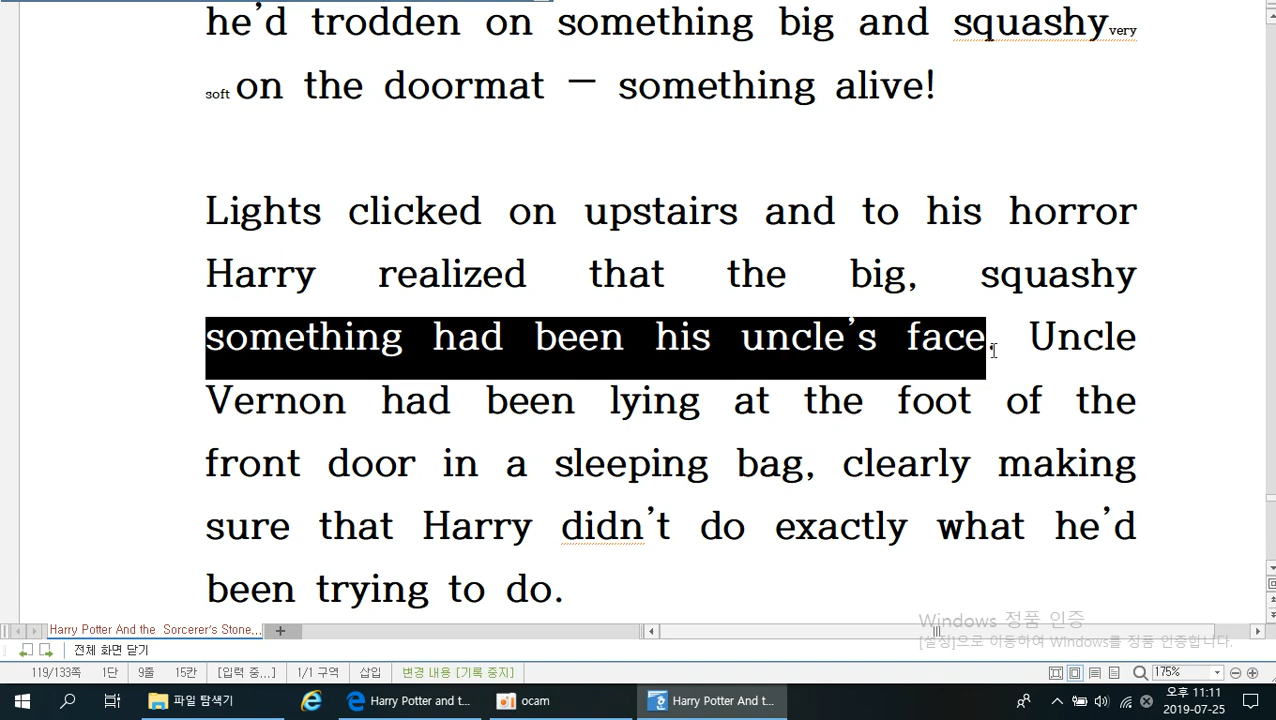 he’d trodden on something big and squashy very
soft on the doormat — something alive!
Lights clicked on upstairs and to his horror
Harry realized that the big, squashy
something had been his uncle’s face. Uncle
Vernon had been lying at the foot of the
front door in a sleeping bag, clearly making
sure that Harry didn’t do exactly what he’d
been trying to do.
Windows 정품 인증
[설정]으로 이동하여 Windows를 정품 인증합니다.
Harry Potter And the Sorcerer's Stone...
전체 화면 닫기
119/133쪽 1단 9줄 15칸 [입력 중...] 1/1 구역 삽입 변경 내용 [기록 중지] 175%
파일 탐색기 Harry Potter and t... ocam Harry Potter And t... 오후 11:11
2019-07-25